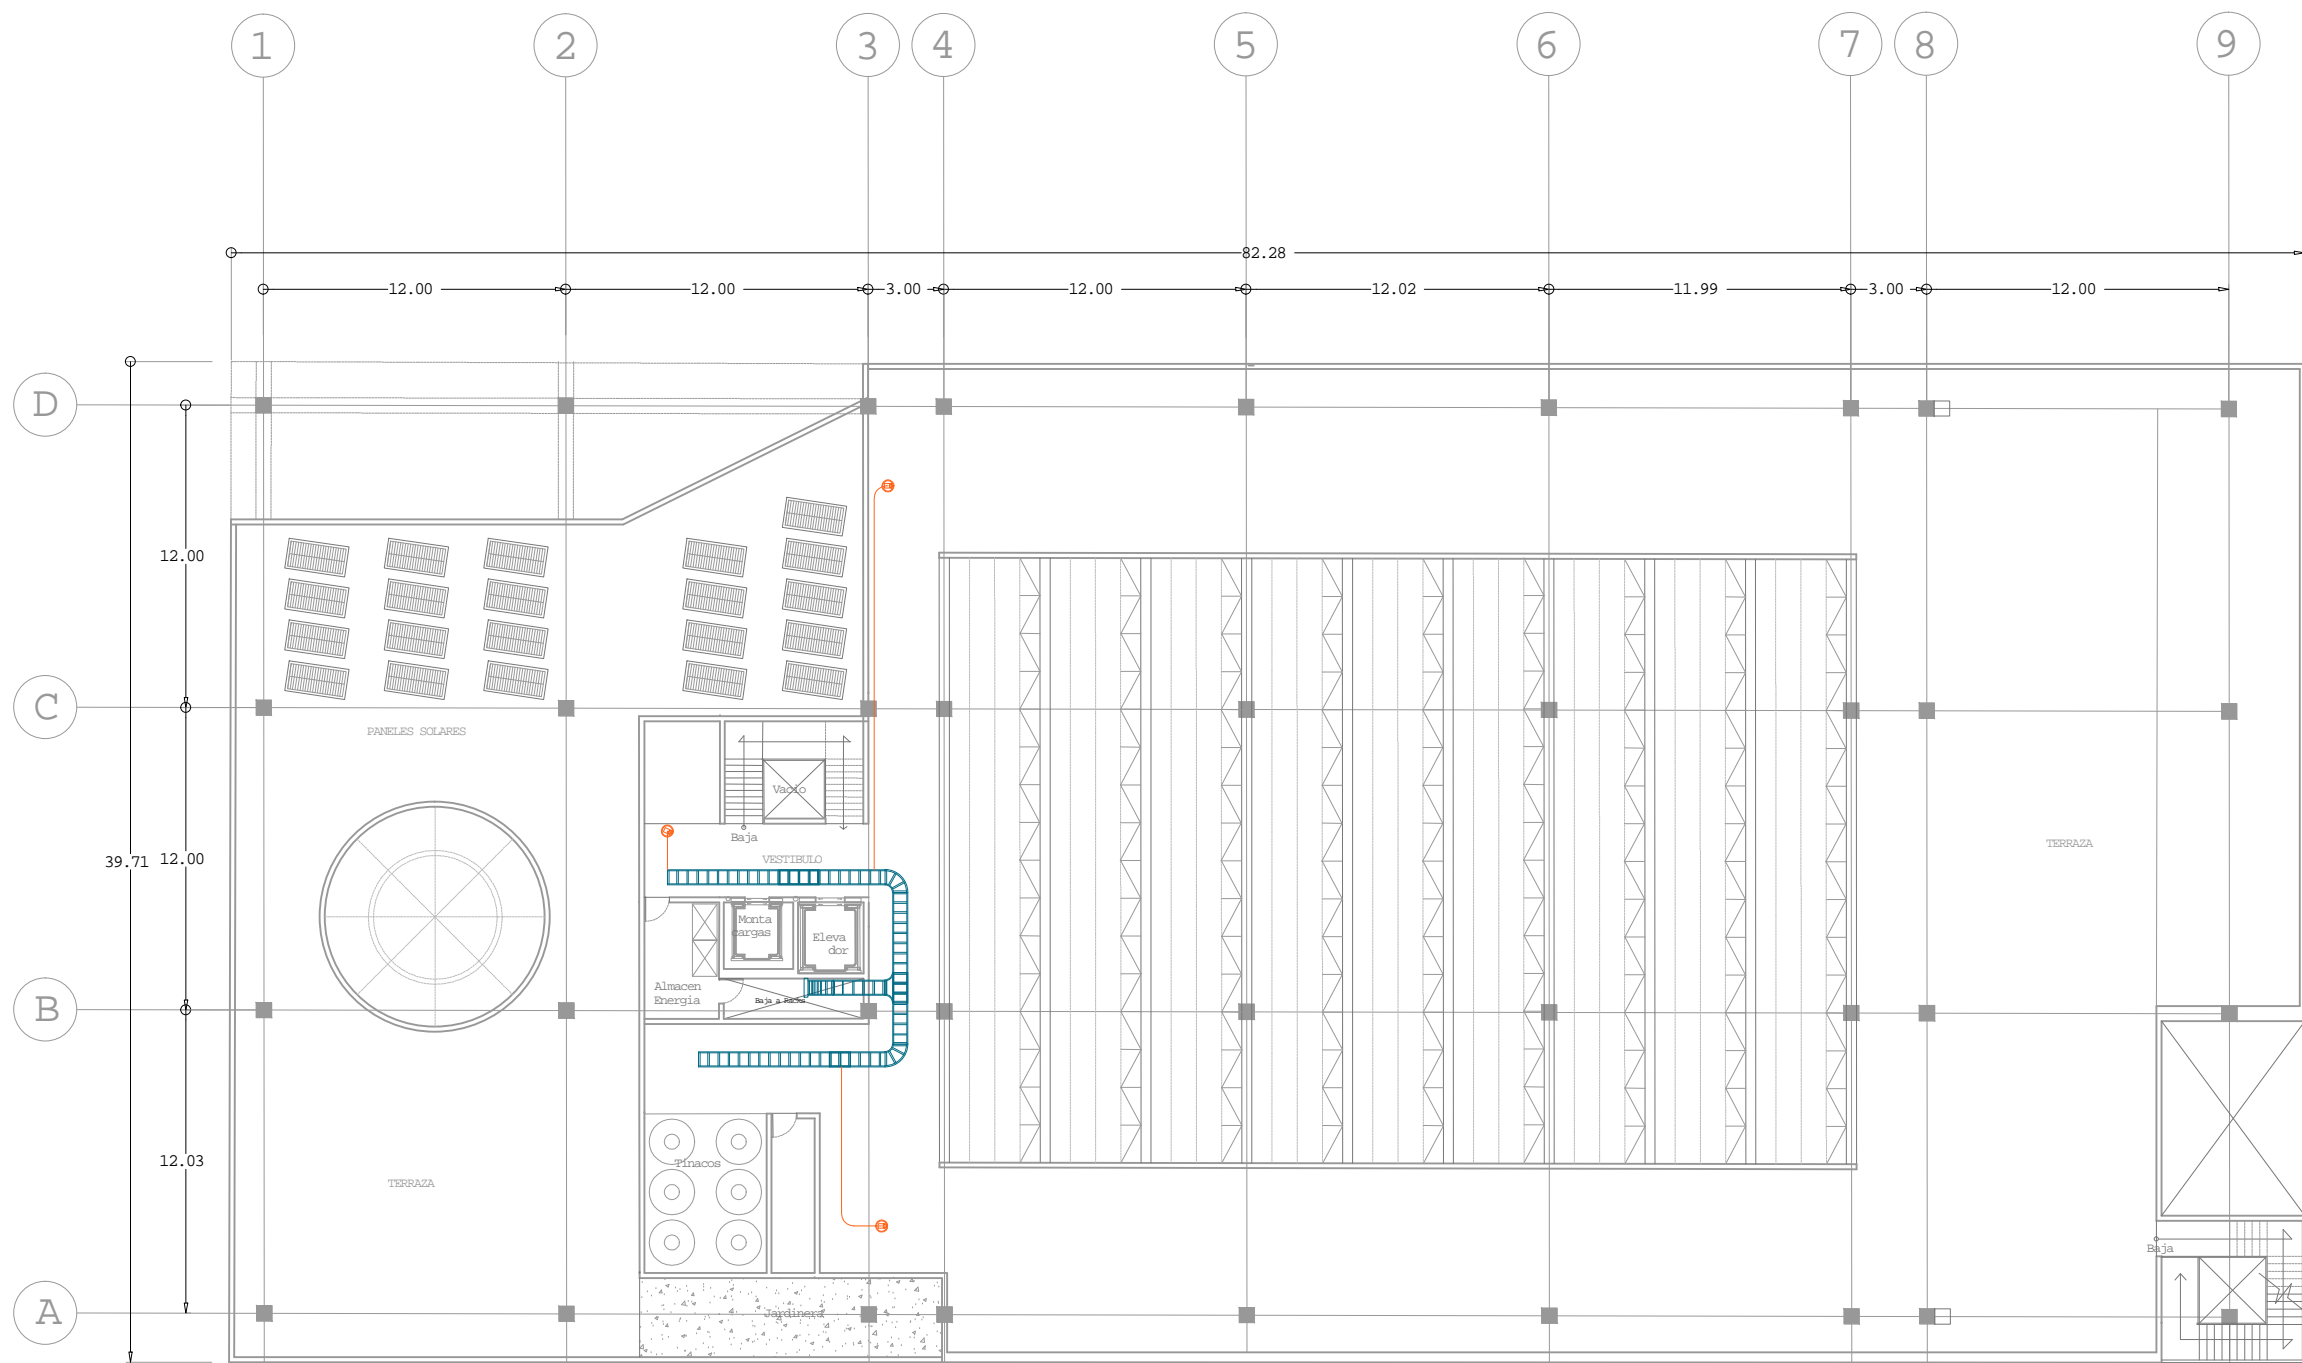 1 2 3 4 5 6 7 8 9
82.28
12.00 12.00 3.00 12.00 12.02 11.99 3.00 12.00
D
12.00
C
PANELES SOLARES
Vacio
Baja
VESTIBULO
TERRAZA
39.71 12.00
Monta
cargas
Eleva
dor
Almacen
Energia
Baja a Racks
B
12.03
Tinacos
TERRAZA
Baja
A
Jardinera